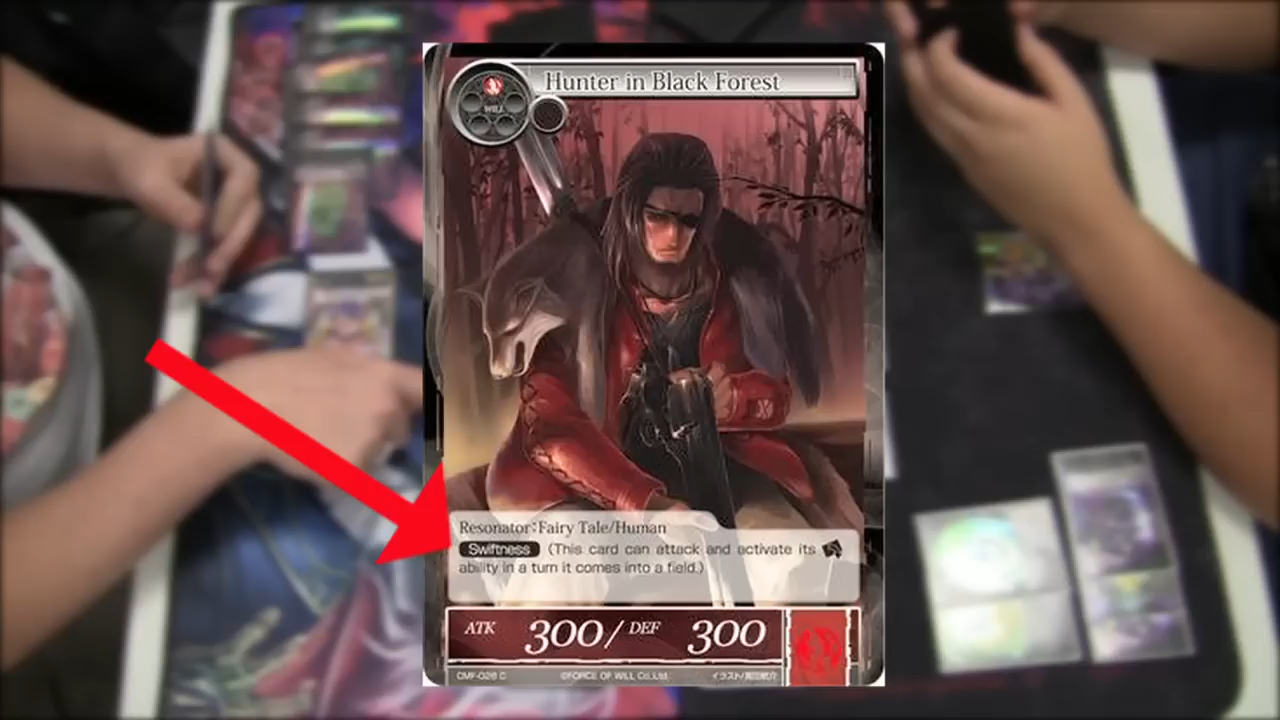 Hunter in Black Forest
WILL
Resonator:Fairy Tale/Human
Swiftness (This card can attack and activate its
ability in a turn it comes into a field.)
ATK 300/ DEF 300
CMF-026 C ©FORCE OF WILL Co.,Ltd.